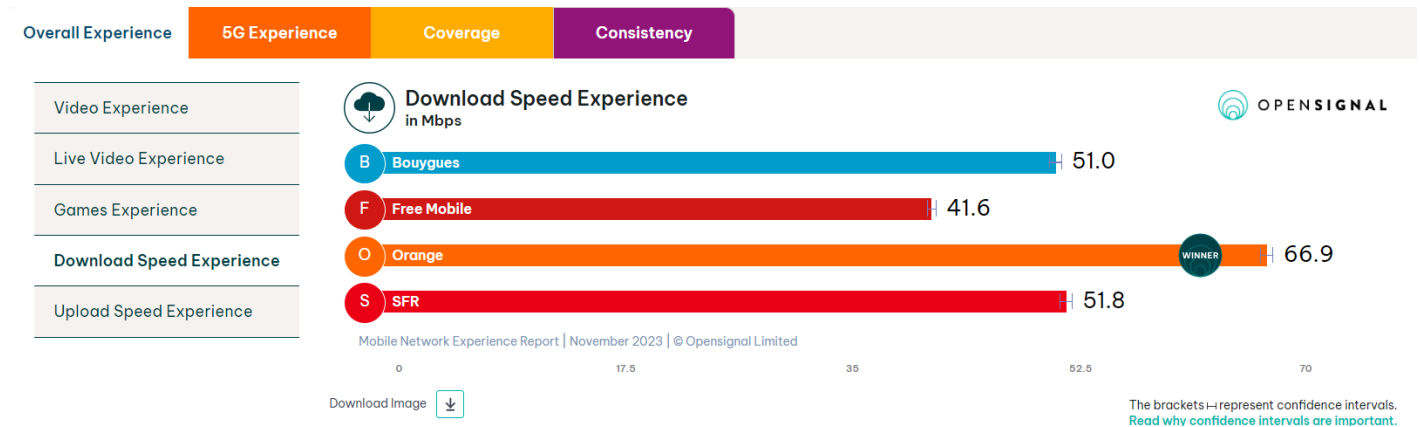 Overall Experience
5G Experience
Coverage
Consistency
Video Experience
Live Video Experience
Games Experience
Download Speed Experience
Upload Speed Experience
Download Speed Experience
in Mbps
OPENSIGNAL
B Bouygues 51.0
F Free Mobile 41.6
O Orange WINNER 66.9
S SFR 51.8
Mobile Network Experience Report | November 2023 | © Opensignal Limited
0 17.5 35 52.5 70
Download Image
The brackets represent confidence intervals.
Read why confidence intervals are important.